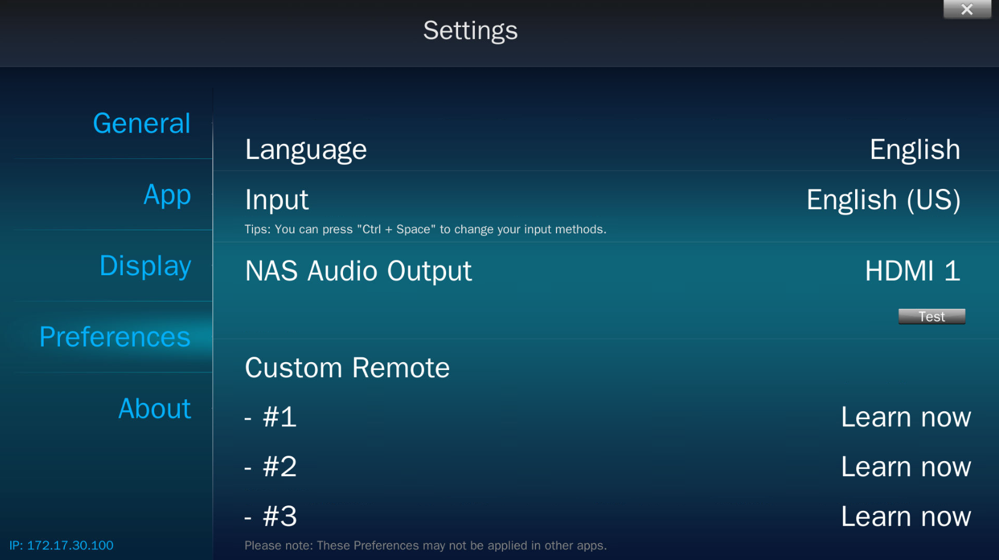 Settings
General
App
Display
Preferences
About
IP: 172.17.30.100
Language English
Input English (US)
Tips: You can press "Ctrl + Space" to change your input methods.
NAS Audio Output HDMI 1
Test
Custom Remote
- #1 Learn now
- #2 Learn now
- #3 Learn now
Please note: These Preferences may not be applied in other apps.